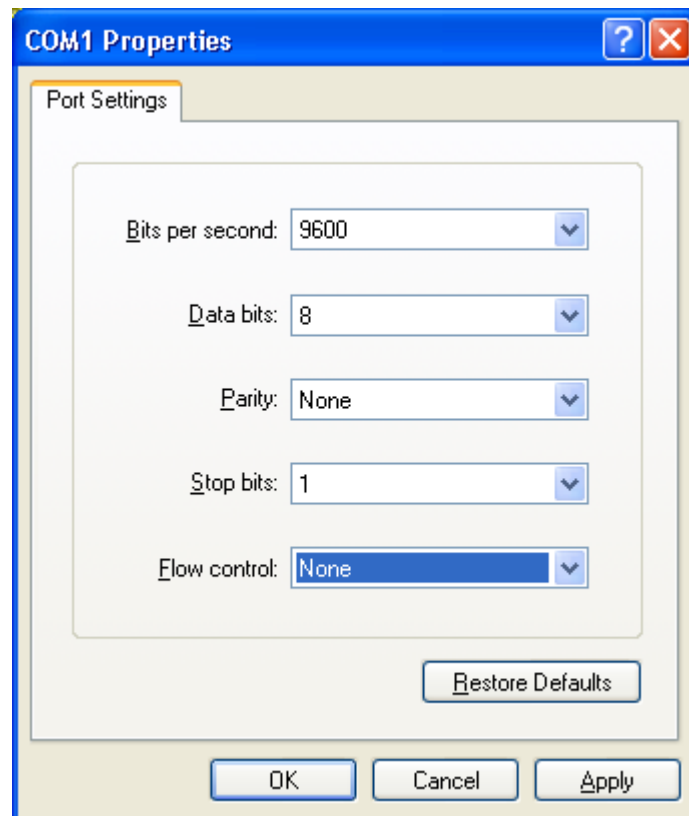 COM1 Properties
Port Settings
Bits per second: 9600
Data bits: 8
Parity: None
Stop bits: 1
Flow control: None
Restore Defaults
OK Cancel Apply